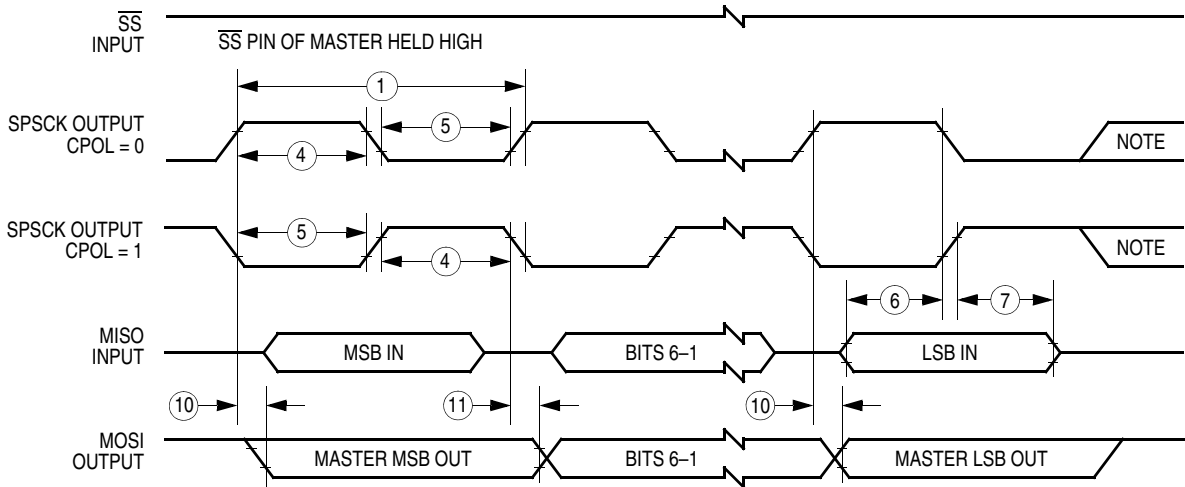 SS
INPUT
SS PIN OF MASTER HELD HIGH
1
SPSCK OUTPUT
CPOL = 0
5
4
NOTE
SPSCK OUTPUT
CPOL = 1
5
4
NOTE
6
7
MISO
INPUT
MSB IN
BITS 6–1
LSB IN
10
11
10
MOSI
OUTPUT
MASTER MSB OUT
BITS 6–1
MASTER LSB OUT